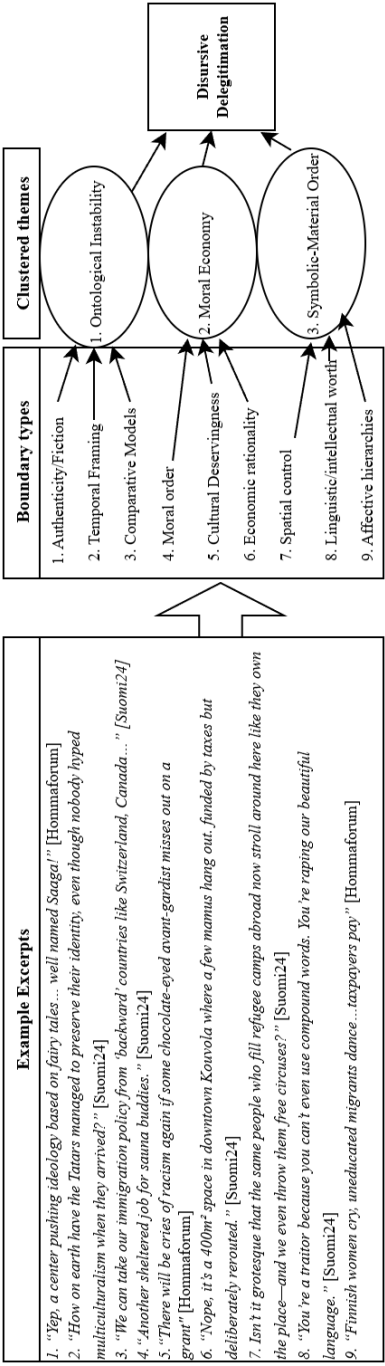 Example Excerpts
1. “Yep, a center pushing ideology based on fairy tales… well named Saaga!” [Hommaforum]
2. “How on earth have the Tatars managed to preserve their identity, even though nobody hyped
multiculturalism when they arrived?” [Suomi24]
3. “We can take our immigration policy from ‘backward’ countries like Switzerland, Canada…” [Suomi24]
4. “Another sheltered job for sauna buddies.” [Suomi24]
5. “There will be cries of racism again if some chocolate-eyed avant-gardist misses out on a
grant” [Hommaforum]
6. “Nope, it’s a 400m² space in downtown Kouvola where a few mamus hang out. funded by taxes but
deliberately rerouted.” [Suomi24]
7. Isn’t it grotesque that the same people who fill refugee camps abroad now stroll around here like they own
the place—and we even throw them free circuses?” [Suomi24]
8. “You’re a traitor because you can’t even use compound words. You’re raping our beautiful
language.” [Suomi24]
9. “Finnish women cry, uneducated migrants dance…taxpayers pay” [Hommaforum]
Boundary types
1. Authenticity/Fiction
2. Temporal Framing
3. Comparative Models
4. Moral order
5. Cultural Deservingness
6. Economic rationality
7. Spatial control
8. Linguistic/intellectual worth
9. Affective hierarchies
Clustered themes
1. Ontological Instability
2. Moral Economy
3. Symbolic-Material Order
Disursive
Delegitimation